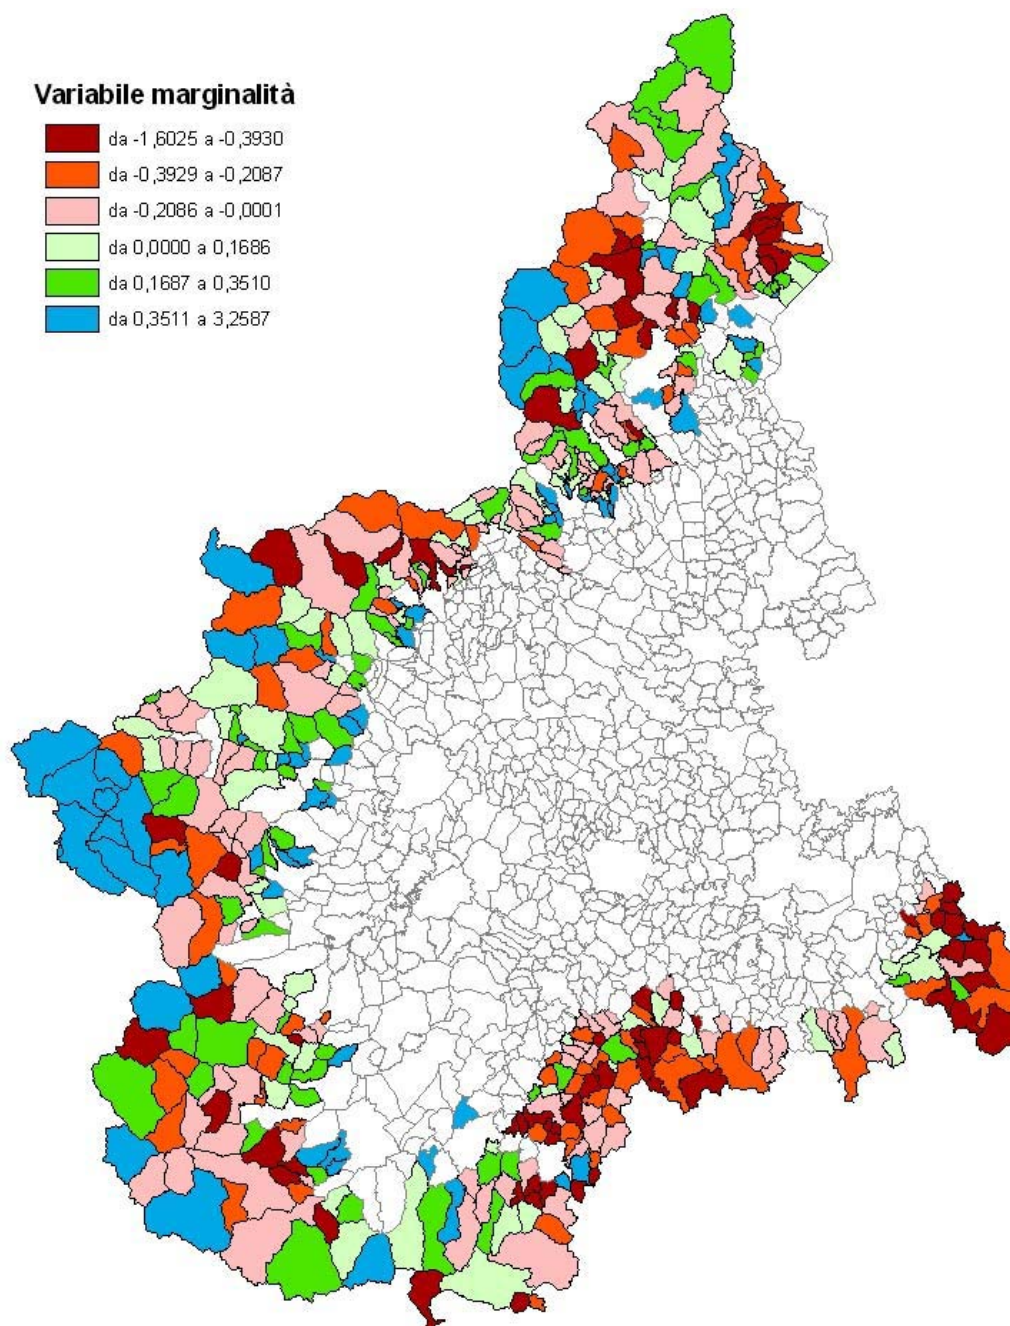 Variabile marginalità
da -1,6025 a -0,3930
da -0,3929 a -0,2087
da -0,2086 a -0,0001
da 0,0000 a 0,1686
da 0,1687 a 0,3510
da 0,3511 a 3,2587